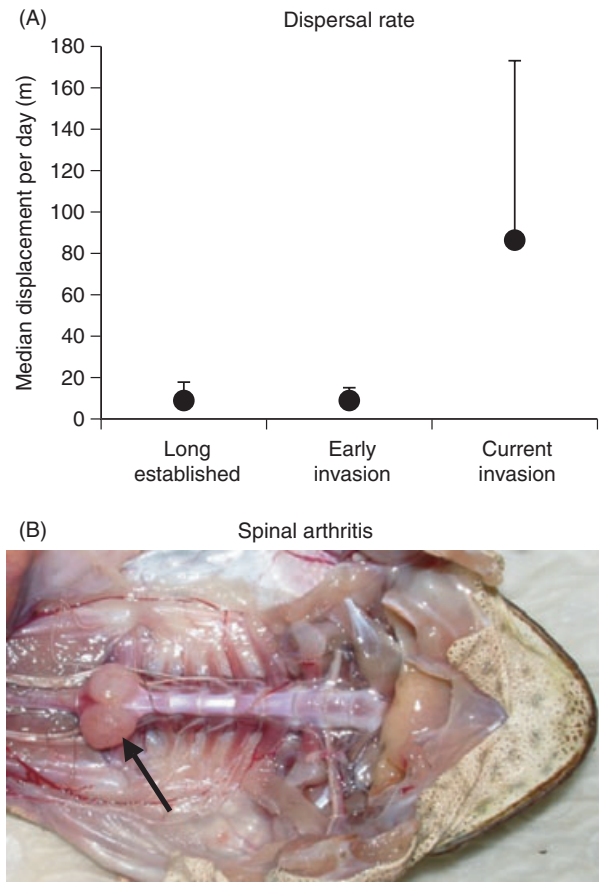 (A)
Dispersal rate
Median displacement per day (m)
180
160
140
120
100
80
60
40
20
0
Long
established
Early
invasion
Current
invasion
(B)
Spinal arthritis